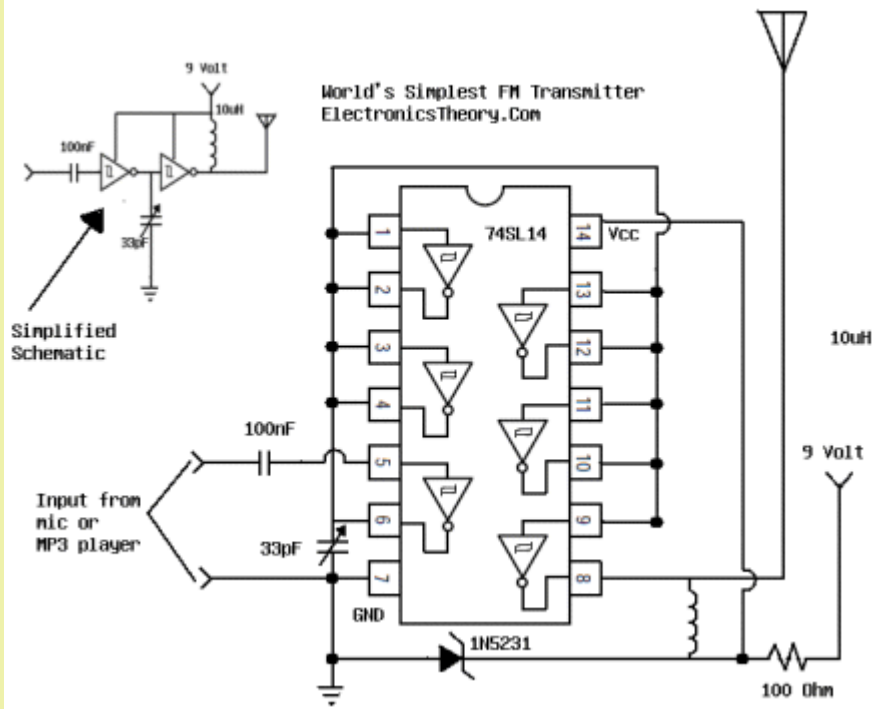 9 Volt
World's Simplest FM Transmitter
ElectronicsTheory.Com
10uH
100nF
33pF
Simplified
Schematic
74SL14
Vcc
1
2
3
4
5
6
7
14
13
12
11
10
9
8
10uH
9 Volt
100nF
Input from
mic or
MP3 player
33pF
GND
1N5231
100 Ohm